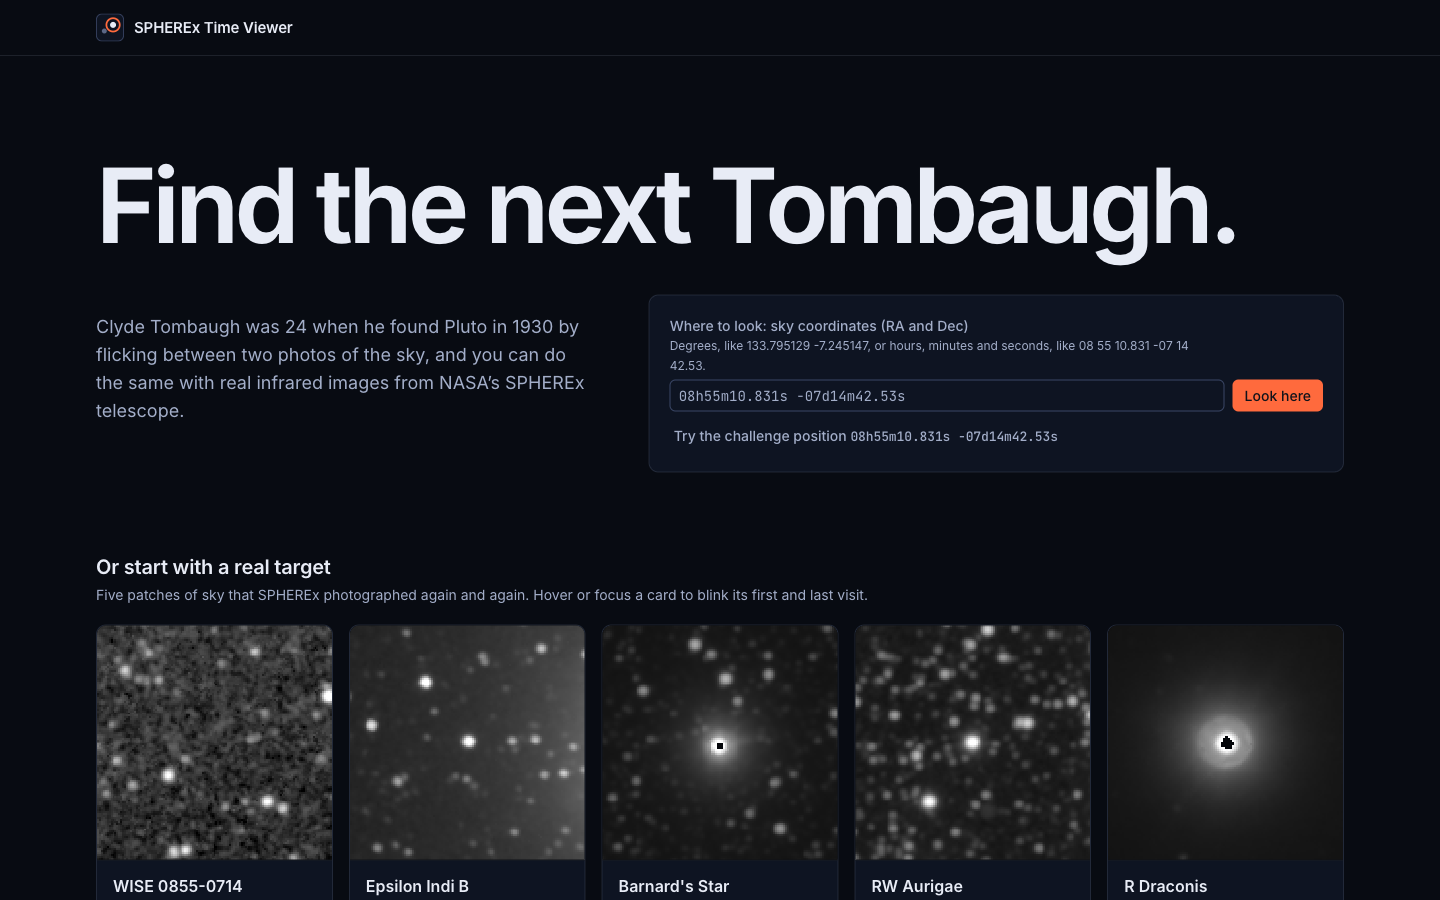 SPHEREx Time Viewer
Find the next Tombaugh.
Clyde Tombaugh was 24 when he found Pluto in 1930 by
flicking between two photos of the sky, and you can do
the same with real infrared images from NASA’s SPHEREx
telescope.
Where to look: sky coordinates (RA and Dec)
Degrees, like 133.795129 -7.245147, or hours, minutes and seconds, like 08 55 10.831 -07 14
42.53.
08h55m10.831s -07d14m42.53s
Look here
Try the challenge position 08h55m10.831s -07d14m42.53s
Or start with a real target
Five patches of sky that SPHEREx photographed again and again. Hover or focus a card to blink its first and last visit.
WISE 0855-0714
Epsilon Indi B
Barnard's Star
RW Aurigae
R Draconis